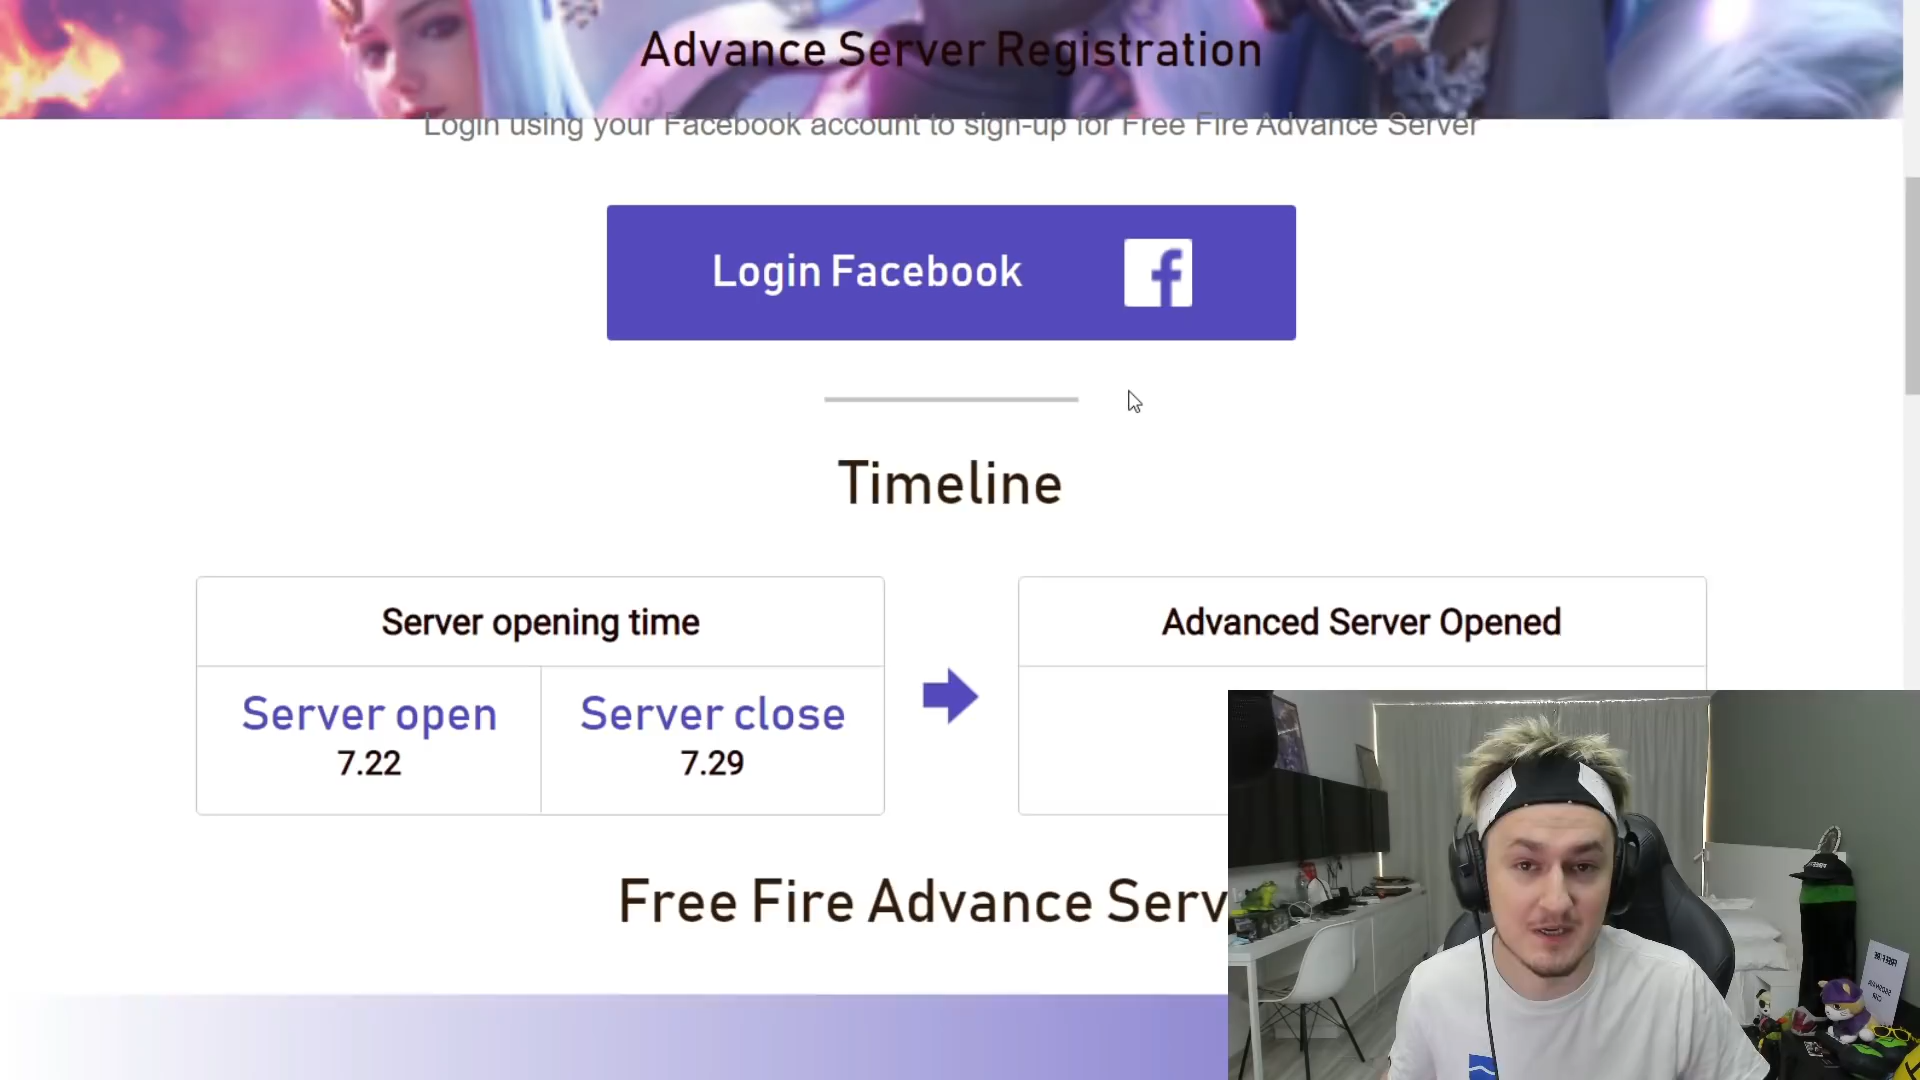 Advance Server Registration
Login using your Facebook account to sign-up for Free Fire Advance Server
Login Facebook
Timeline
Server opening time
Advanced Server Opened
Server open
Server close
7.22
7.29
Free Fire Advance Serv